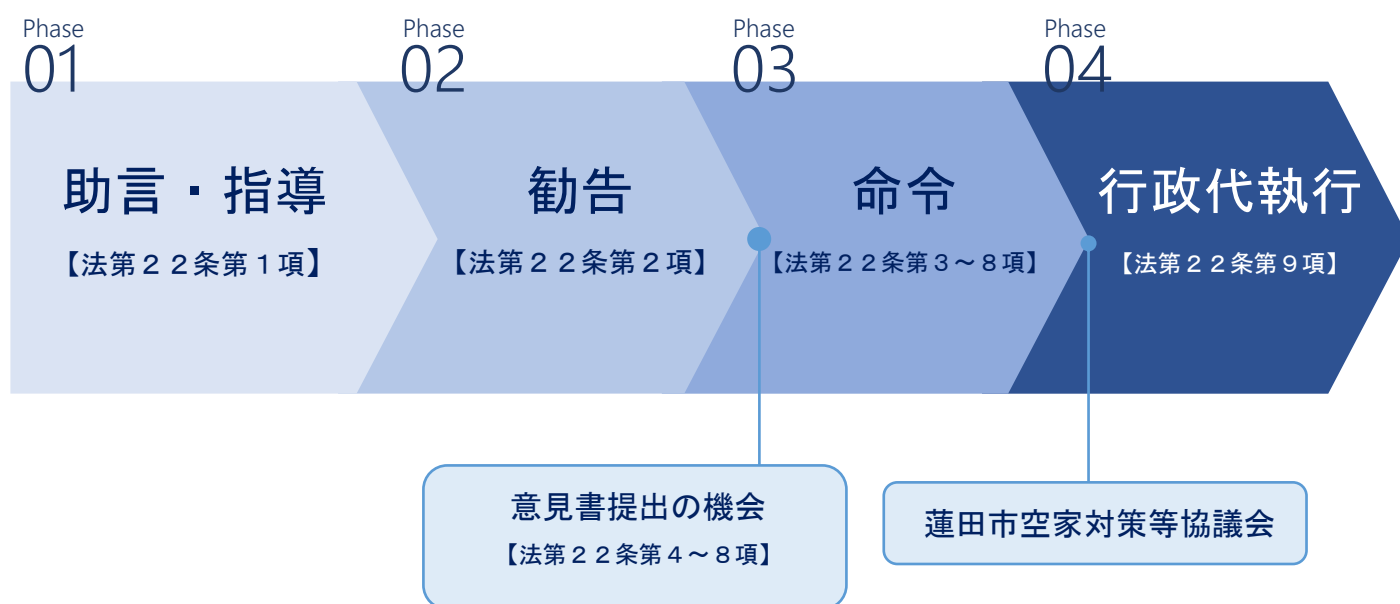 Phase
01
助言・指導
【法第２２条第１項】
Phase
02
勧告
【法第２２条第２項】
Phase
03
命令
【法第２２条第３～８項】
Phase
04
行政代執行
【法第２２条第９項】
意見書提出の機会
【法第２２条第４～８項】
蓮田市空家対策等協議会